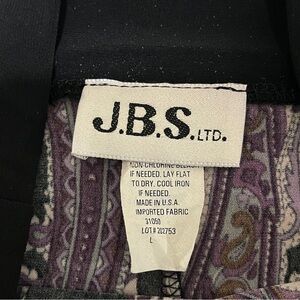 J.B.S. LTD.
NON-CHLORINE BLEACH
IF NEEDED. LAY FLAT
TO DRY. COOL IRON
IF NEEDED.
MADE IN U.S.A.
IMPORTED FABRIC
LOT#
L